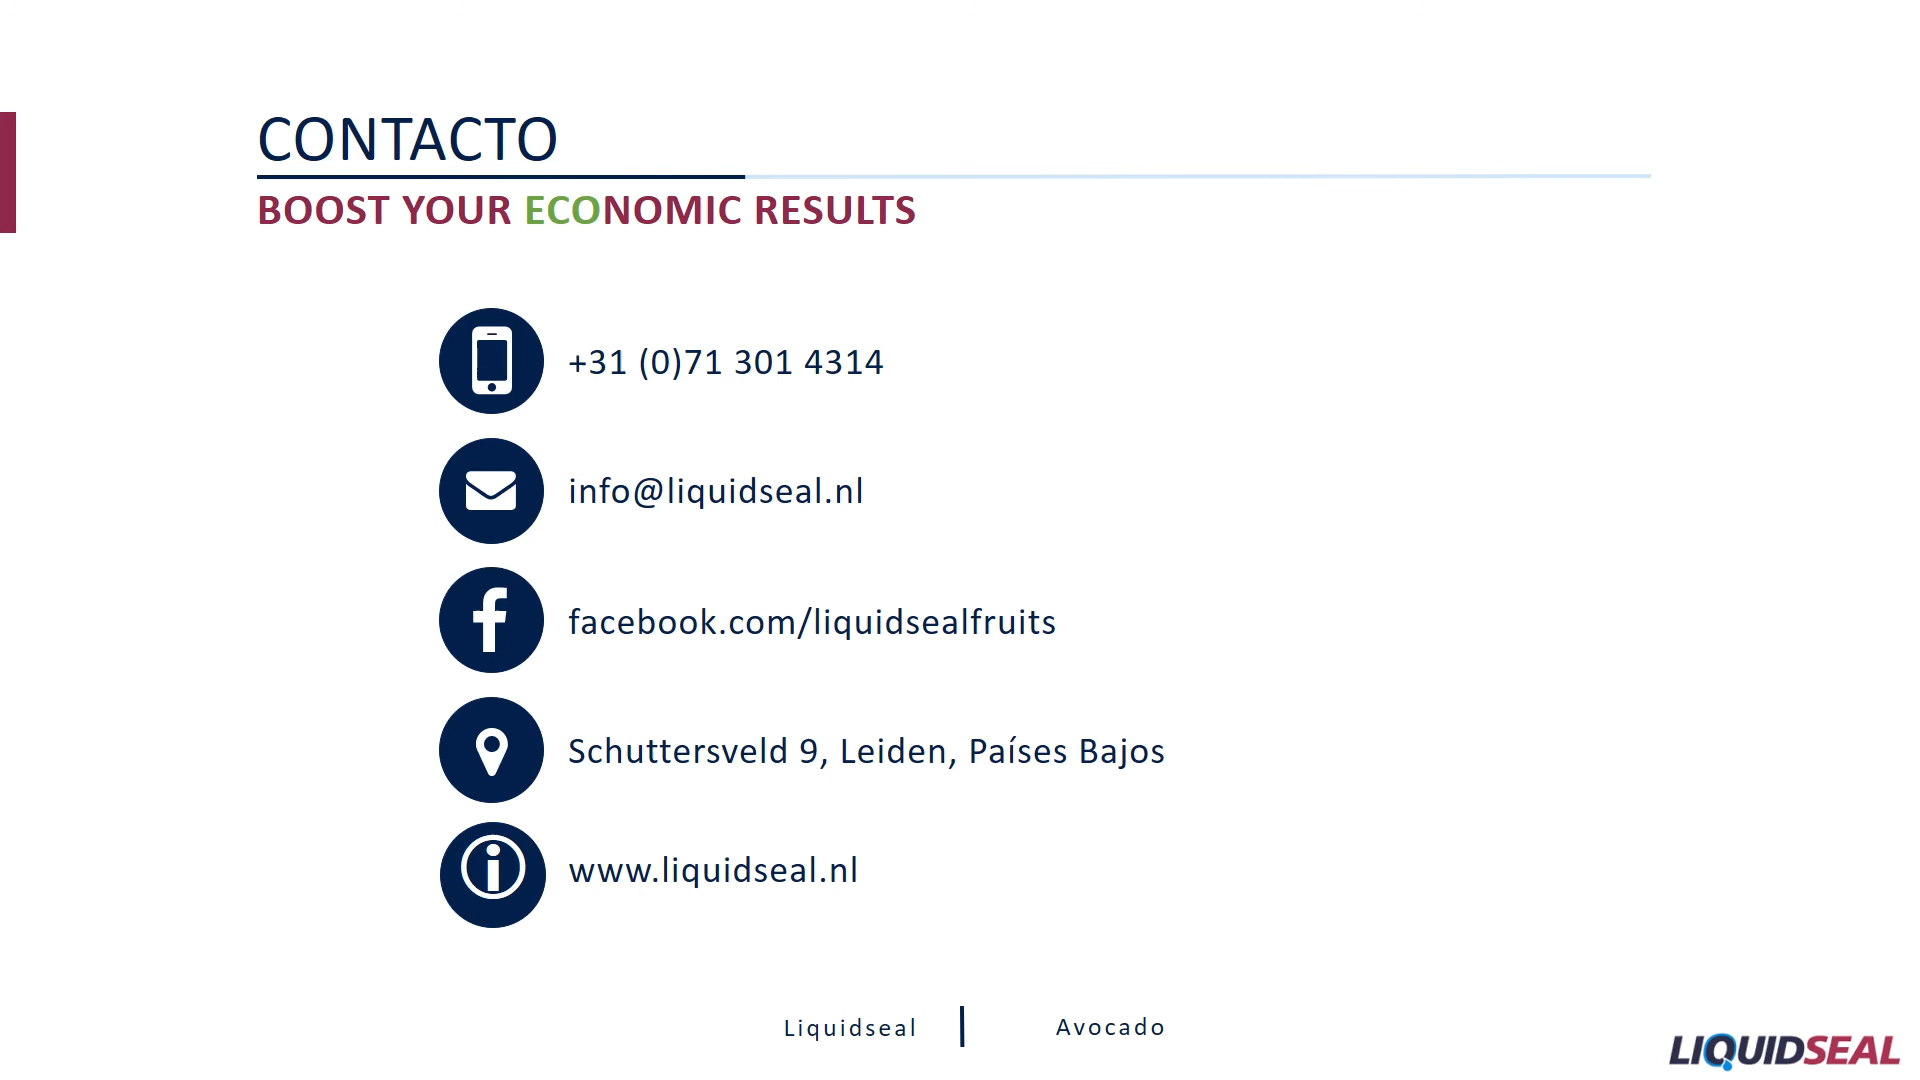 CONTACTO
BOOST YOUR ECONOMIC RESULTS
+31 (0)71 301 4314
info@liquidseal.nl
facebook.com/liquidsealfruits
Schuttersveld 9, Leiden, Países Bajos
www.liquidseal.nl
Liquidseal
Avocado
LIQUIDSEAL